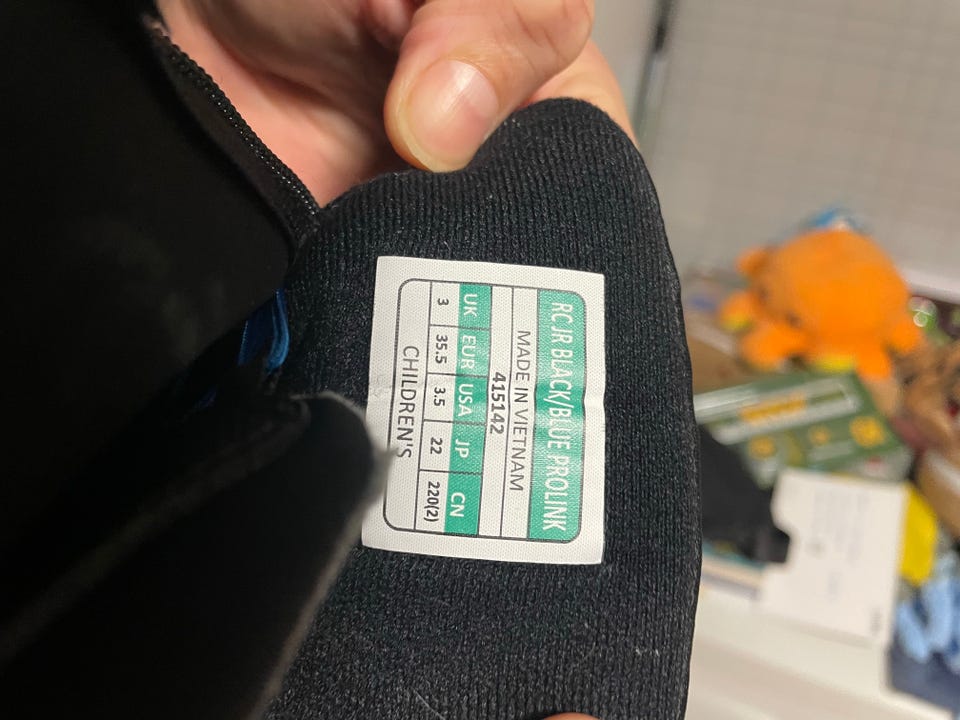 RC JR BLACK/BLUE PROLINK
MADE IN VIETNAM
415142
UK EUR USA JP CN
3 35.5 3.5 22 220(2)
CHILDREN'S